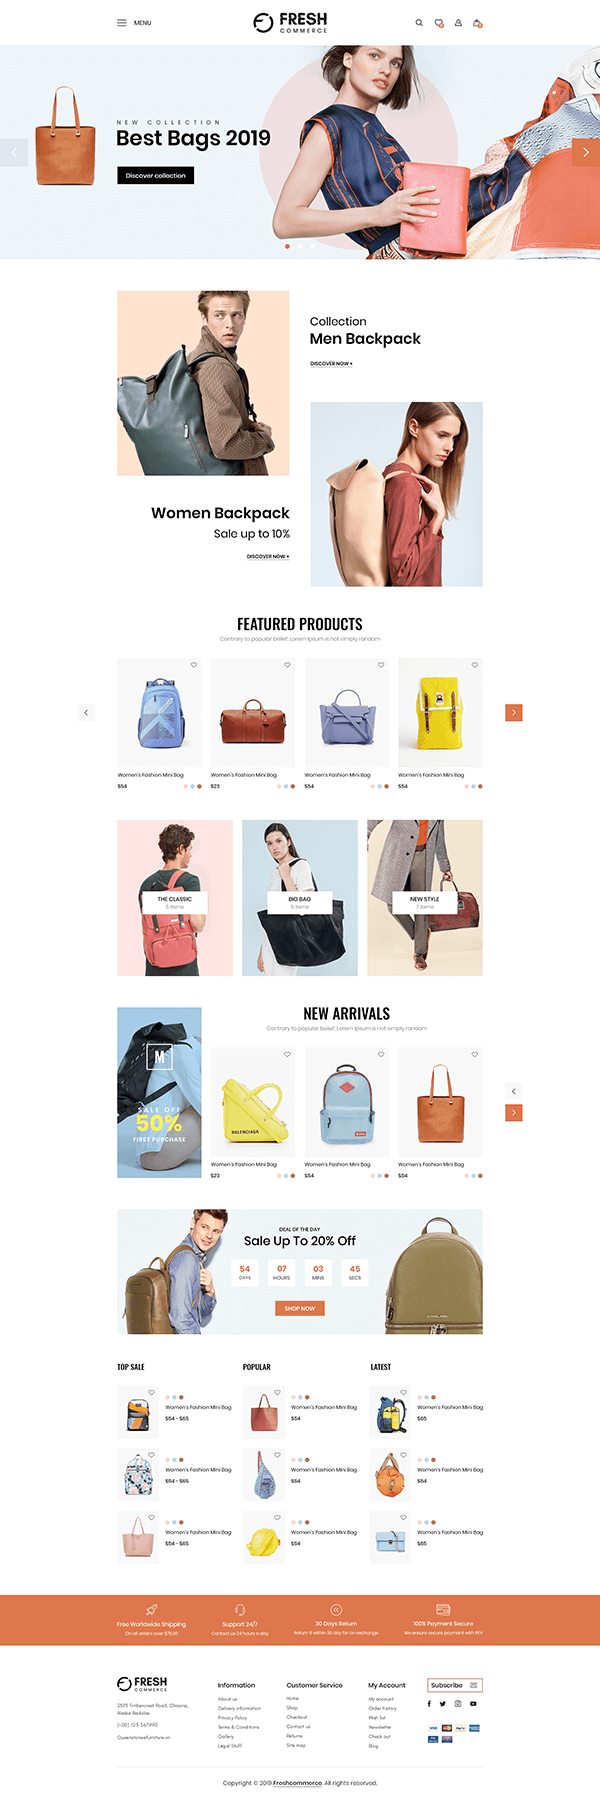 MENU
FRESH
COMMERCE
NEW COLLECTION
Best Bags 2019
Discover collection
Collection
Men Backpack
DISCOVER NOW +
Women Backpack
Sale up to 10%
DISCOVER NOW +
FEATURED PRODUCTS
Contrary to popular belief, Lorem Ipsum is not simply random
Women's Fashion Mini Bag
$54
Women's Fashion Mini Bag
$23
Women's Fashion Mini Bag
$54
Women's Fashion Mini Bag
$54
THE CLASSIC
5 Items
BIG BAG
5 Items
NEW STYLE
7 Items
M
SALE OFF
50%
FIRST PURCHASE
NEW ARRIVALS
Contrary to popular belief, Lorem Ipsum is not simply random
BALENCIAGA
Women's Fashion Mini Bag
$23
Women's Fashion Mini Bag
$54
Women's Fashion Mini Bag
$54
DEAL OF THE DAY
Sale Up To 20% Off
54 07 03 45
DAYS HOURS MINS SECS
SHOP NOW
TOP SALE
Women's Fashion Mini Bag
$54 - $65
Women's Fashion Mini Bag
$54 - $65
Women's Fashion Mini Bag
$54 - $65
POPULAR
Women's Fashion Mini Bag
$54
Women's Fashion Mini Bag
$54
Women's Fashion Mini Bag
$54
LATEST
Women's Fashion Mini Bag
$65
Women's Fashion Mini Bag
$54
Women's Fashion Mini Bag
$65
Free Worldwide Shipping
On all orders over $75.00
Support 24/7
Contact us 24 hours a day
30 Days Return
Return it within 30 day for an exchange
100% Payment Secure
We ensure secure payment with PEV
FRESH
COMMERCE
2593 Timbercrest Road, Chisana,
Alaska Badalas
(+00) 123 567990
Queenstores@furniture.vn
Information
About us
Delivery information
Privacy Policy
Terms & Conditions
Gallery
Legal Stuff
Customer Service
Home
Shop
Checkout
Contact us
Returns
Site map
My Account
My account
Order history
Wish list
Newsletter
Check out
Blog
Subscribe
VISA
Copyright © 2019 Freshcommerce. All rights reserved.